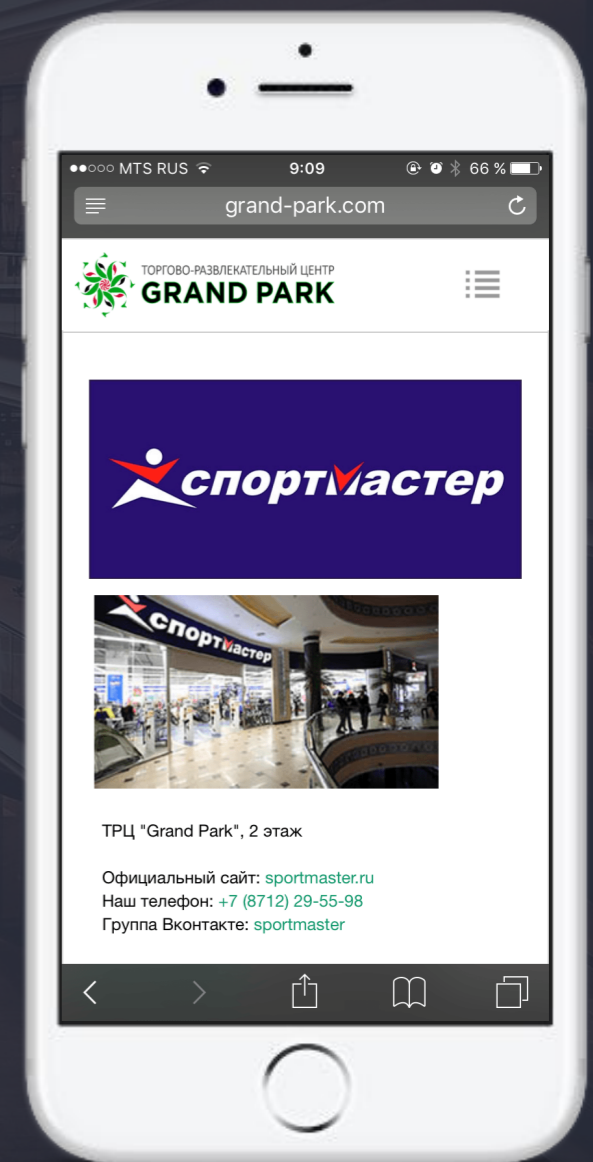 MTS RUS 9:09 66 %
grand-park.com
ТОРГОВО-РАЗВЛЕКАТЕЛЬНЫЙ ЦЕНТР
GRAND PARK
спортмастер
спортмастер
ТРЦ "Grand Park", 2 этаж
Официальный сайт: sportmaster.ru
Наш телефон: +7 (8712) 29-55-98
Группа Вконтакте: sportmaster